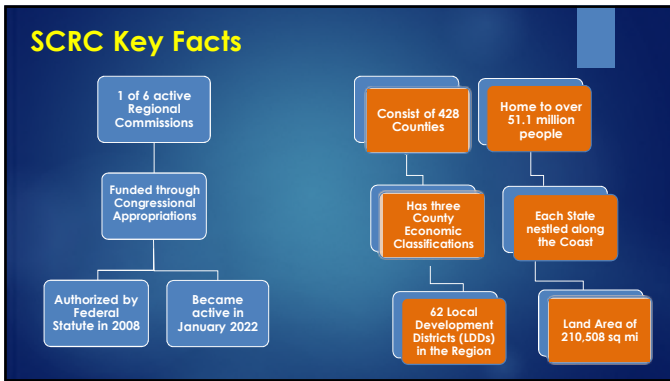 SCRC Key Facts
1 of 6 active
Regional
Commissions
Funded through
Congressional
Appropriations
Authorized by
Federal
Statute in 2008
Became
active in
January 2022
Consist of 428
Counties
Has three
County
Economic
Classifications
62 Local
Development
Districts (LDDs)
in the Region
Home to over
51.1 million
people
Each State
nestled along
the Coast
Land Area of
210,508 sq mi